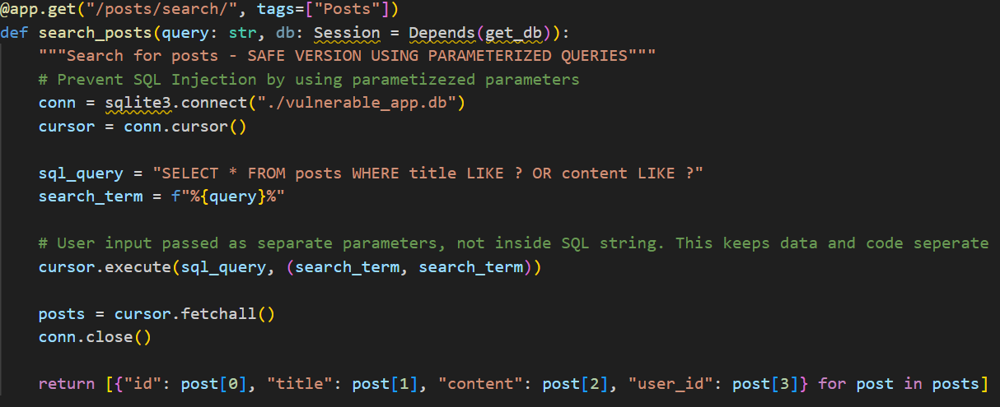 @app.get("/posts/search/", tags=["Posts"])
def search_posts(query: str, db: Session = Depends(get_db)):
    """Search for posts - SAFE VERSION USING PARAMETERIZED QUERIES"""
    # Prevent SQL Injection by using parametizezed parameters
    conn = sqlite3.connect("./vulnerable_app.db")
    cursor = conn.cursor()

    sql_query = "SELECT * FROM posts WHERE title LIKE ? OR content LIKE ?"
    search_term = f"%{query}%"

    # User input passed as separate parameters, not inside SQL string. This keeps data and code seperate
    cursor.execute(sql_query, (search_term, search_term))

    posts = cursor.fetchall()
    conn.close()

    return [{"id": post[0], "title": post[1], "content": post[2], "user_id": post[3]} for post in posts]